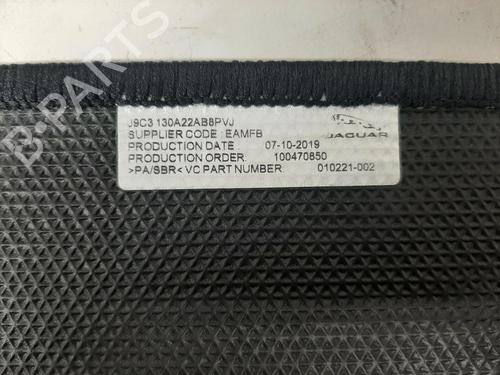 J9C3 130A22AB8PVJ
SUPPLIER CODE : EAMFB
PRODUCTION DATE : 07-10-2019
PRODUCTION ORDER: 100470850
>PA/SBR< VC PART NUMBER: 010221-002
JAGUAR
B-PARTS